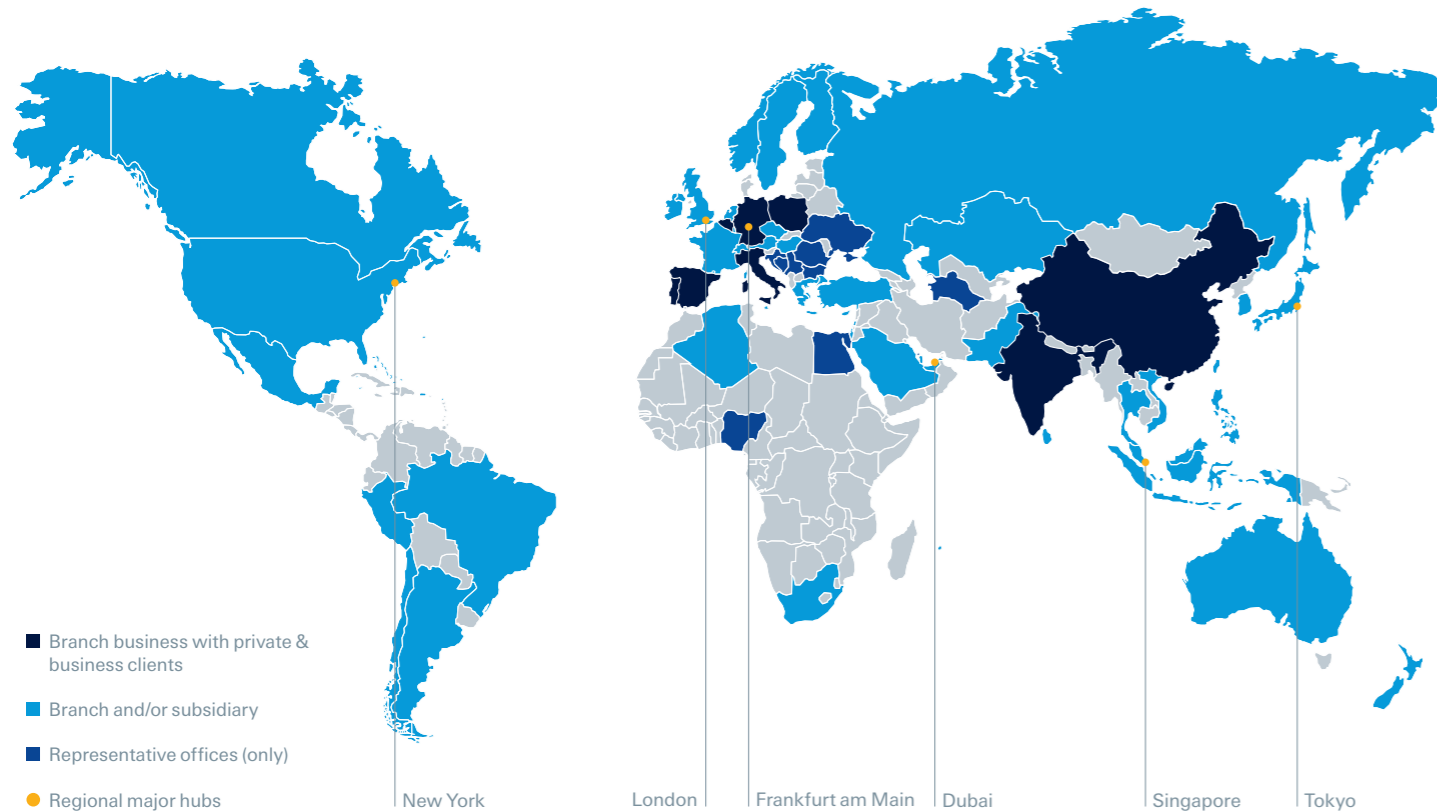 Branch business with private &
business clients
Branch and/or subsidiary
Representative offices (only)
Regional major hubs
New York
London
Frankfurt am Main
Dubai
Singapore
Tokyo